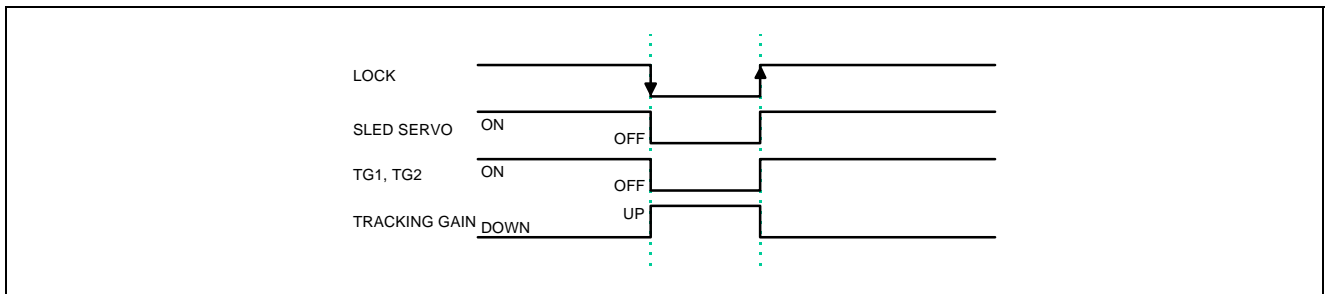 LOCK
SLED SERVO ON OFF
TG1, TG2 ON OFF
TRACKING GAIN DOWN UP